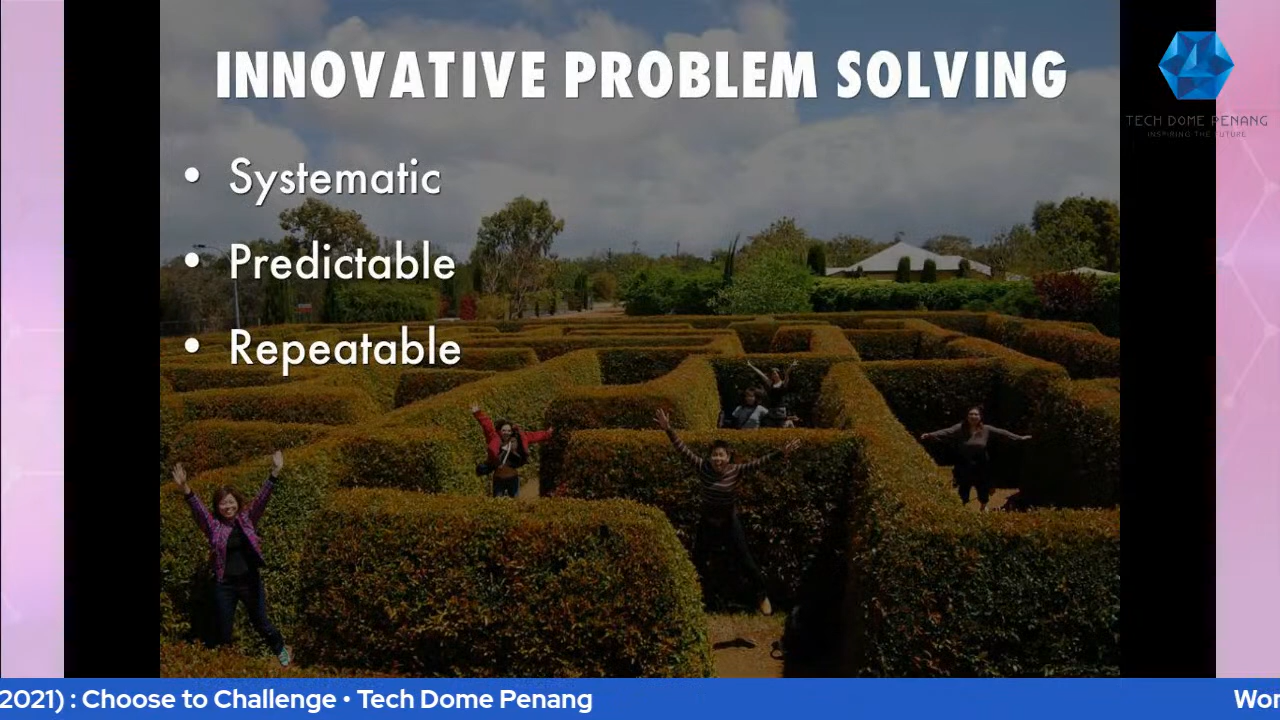 INNOVATIVE PROBLEM SOLVING
TECH DOME PENANG
INSPIRING THE FUTURE
• Systematic
• Predictable
• Repeatable
2021) : Choose to Challenge • Tech Dome Penang
Wor